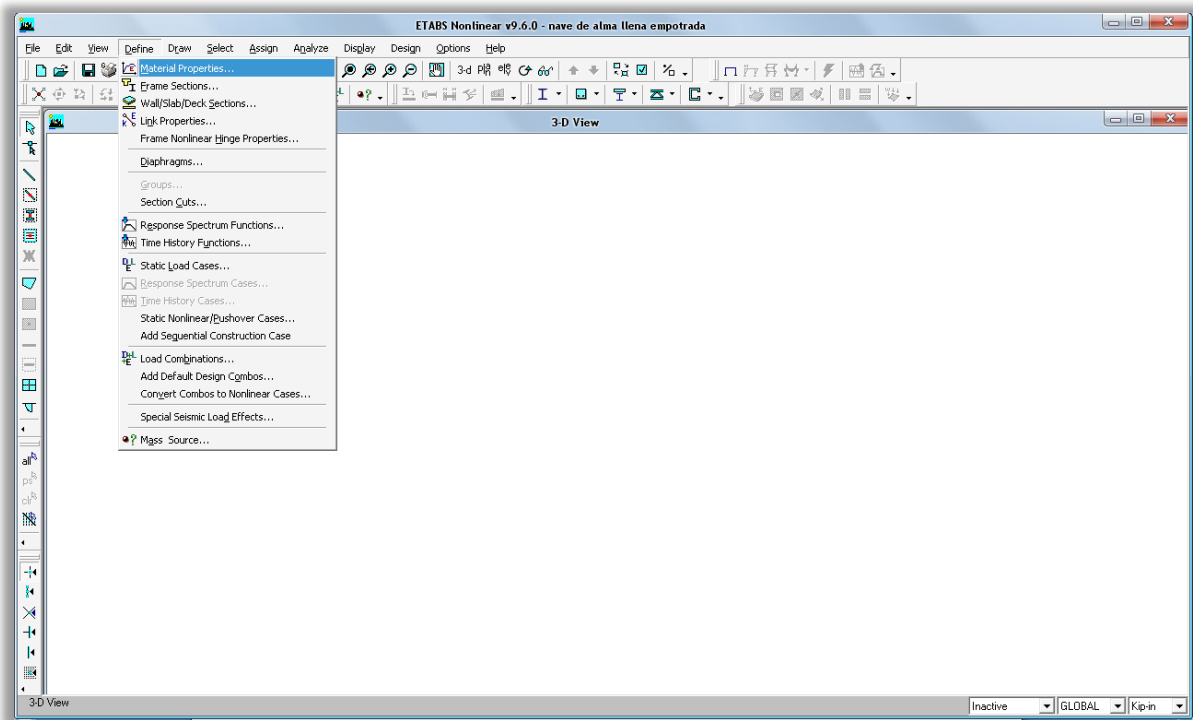 ETABS Nonlinear v9.6.0 - nave de alma llena empotrada
File Edit View Define Draw Select Assign Analyze Display Design Options Help
3-d
3-D View
Material Properties...
Frame Sections...
Wall/Slab/Deck Sections...
Link Properties...
Frame Nonlinear Hinge Properties...
Diaphragms...
Groups...
Section Cuts...
Response Spectrum Functions...
Time History Functions...
Static Load Cases...
Response Spectrum Cases...
Time History Cases...
Static Nonlinear/Pushover Cases...
Add Sequential Construction Case
Load Combinations...
Add Default Design Combos...
Convert Combos to Nonlinear Cases...
Special Seismic Load Effects...
Mass Source...
all
ps
clr
3-D View
Inactive GLOBAL Kip-in